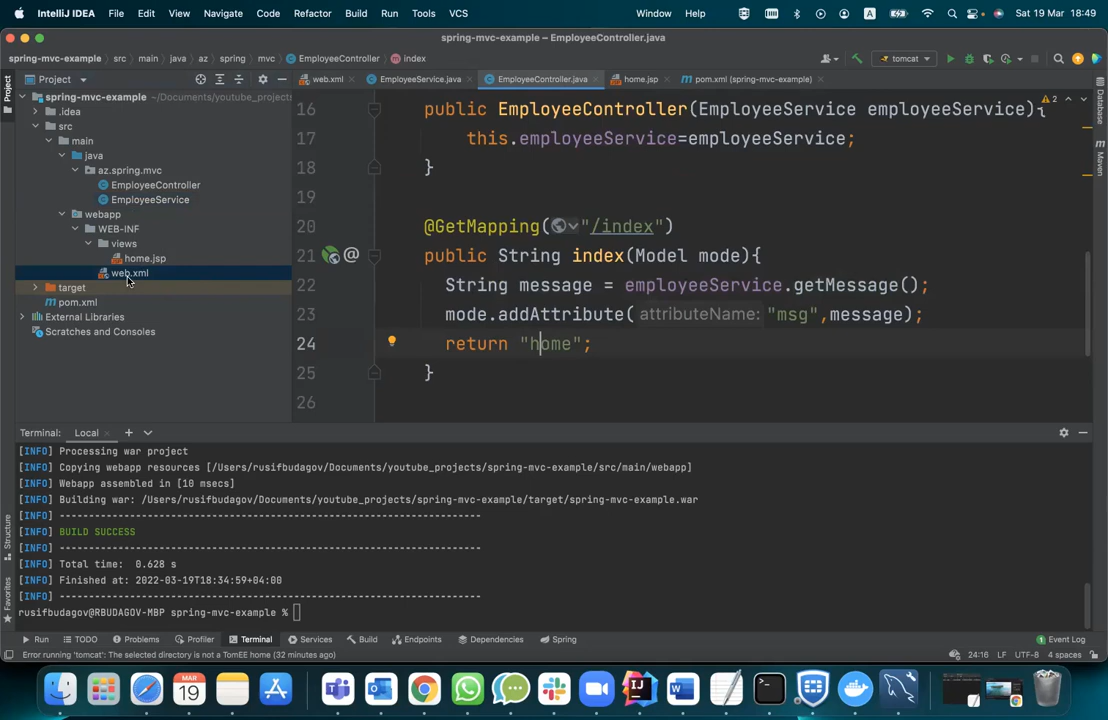 IntelliJ IDEA File Edit View Navigate Code Refactor Build Run Tools VCS Window Help A Sat 19 Mar 18:49
spring-mvc-example – EmployeeController.java
spring-mvc-example src main java az spring mvc EmployeeController index tomcat
Project web.xml EmployeeService.java EmployeeController.java home.jsp pom.xml (spring-mvc-example)
spring-mvc-example ~/Documents/youtube_projects
.idea
src
main
java
az.spring.mvc
EmployeeController
EmployeeService
webapp
WEB-INF
views
home.jsp
web.xml
target
pom.xml
External Libraries
Scratches and Consoles
16 public EmployeeController(EmployeeService employeeService){
17 this.employeeService=employeeService;
18 }
19
20 @GetMapping("/index")
21 @ public String index(Model mode){
22 String message = employeeService.getMessage();
23 mode.addAttribute( attributeName: "msg",message);
24 return "home";
25 }
26
2
Project
Structure
Favorites
Database
m Maven
Terminal: Local
[INFO] Processing war project
[INFO] Copying webapp resources [/Users/rusifbudagov/Documents/youtube_projects/spring-mvc-example/src/main/webapp]
[INFO] Webapp assembled in [10 msecs]
[INFO] Building war: /Users/rusifbudagov/Documents/youtube_projects/spring-mvc-example/target/spring-mvc-example.war
[INFO] ------------------------------------------------------------------------
[INFO] BUILD SUCCESS
[INFO] ------------------------------------------------------------------------
[INFO] Total time:  0.628 s
[INFO] Finished at: 2022-03-19T18:34:59+04:00
[INFO] ------------------------------------------------------------------------
rusifbudagov@RBUDAGOV-MBP spring-mvc-example %
Run TODO Problems Profiler Terminal Services Build Endpoints Dependencies Spring 1 Event Log
Error running 'tomcat': The selected directory is not a TomEE home (32 minutes ago) 24:16 LF UTF-8 4 spaces
MAR
19